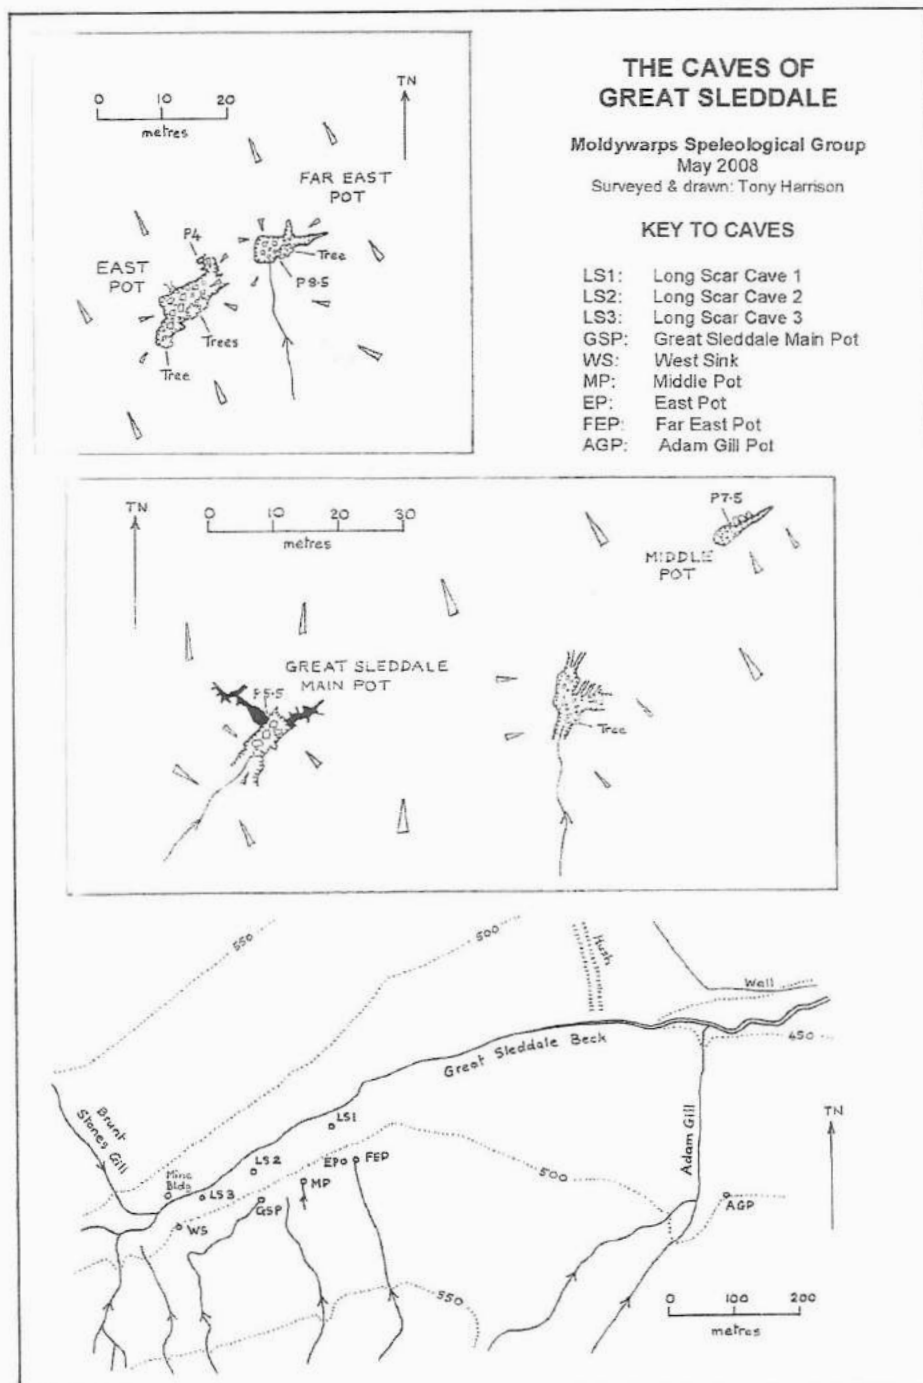 THE CAVES OF
GREAT SLEDDALE
Moldywarps Speleological Group
May 2008
Surveyed & drawn: Tony Harrison
KEY TO CAVES
LS1: Long Scar Cave 1
LS2: Long Scar Cave 2
LS3: Long Scar Cave 3
GSP: Great Sleddale Main Pot
WS: West Sink
MP: Middle Pot
EP: East Pot
FEP: Far East Pot
AGP: Adam Gill Pot
0 10 20
metres
TN
FAR EAST
POT
P4
EAST
POT
Tree
P8.5
Trees
Tree
TN
0 10 20 30
metres
P7.5
MIDDLE
POT
GREAT SLEDDALE
MAIN POT
P5.5
Tree
550
500
Hush
Wall
Great Sleddale Beck
450
Brunt
Stones Gill
LS1
TN
Adam Gill
Mine
Bldg
LS2
EP
FEP
500
LS3
MP
GSP
AGP
WS
550
0 100 200
metres